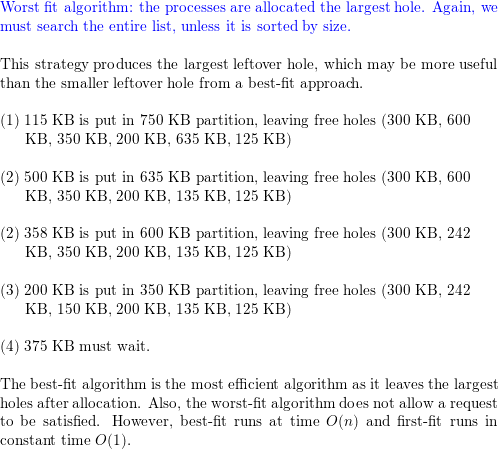 Worst fit algorithm: the processes are allocated the largest hole. Again, we
must search the entire list, unless it is sorted by size.
This strategy produces the largest leftover hole, which may be more useful
than the smaller leftover hole from a best-fit approach.
(1) 115 KB is put in 750 KB partition, leaving free holes (300 KB, 600
KB, 350 KB, 200 KB, 635 KB, 125 KB)
(2) 500 KB is put in 635 KB partition, leaving free holes (300 KB, 600
KB, 350 KB, 200 KB, 135 KB, 125 KB)
(2) 358 KB is put in 600 KB partition, leaving free holes (300 KB, 242
KB, 350 KB, 200 KB, 135 KB, 125 KB)
(3) 200 KB is put in 350 KB partition, leaving free holes (300 KB, 242
KB, 150 KB, 200 KB, 135 KB, 125 KB)
(4) 375 KB must wait.
The best-fit algorithm is the most efficient algorithm as it leaves the largest
holes after allocation. Also, the worst-fit algorithm does not allow a request
to be satisfied. However, best-fit runs at time O(n) and first-fit runs in
constant time O(1).